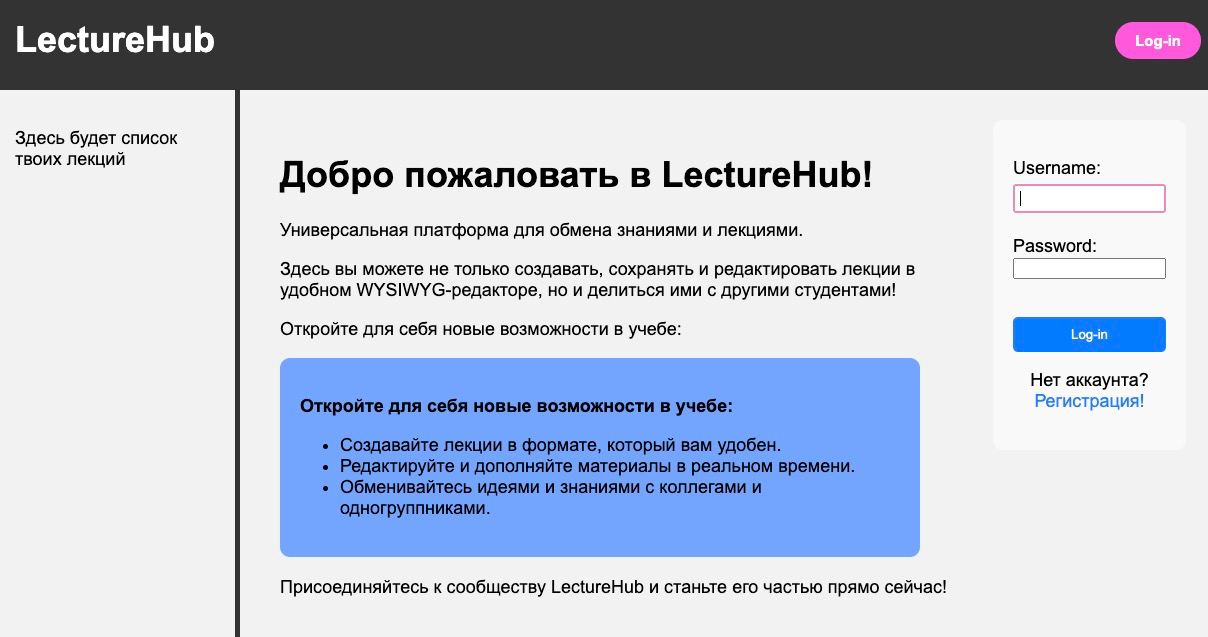 LectureHub
Log-in
Здесь будет список
твоих лекций
Добро пожаловать в LectureHub!
Универсальная платформа для обмена знаниями и лекциями.
Здесь вы можете не только создавать, сохранять и редактировать лекции в
удобном WYSIWYG-редакторе, но и делиться ими с другими студентами!
Откройте для себя новые возможности в учебе:
Откройте для себя новые возможности в учебе:
• Создавайте лекции в формате, который вам удобен.
• Редактируйте и дополняйте материалы в реальном времени.
• Обменивайтесь идеями и знаниями с коллегами и
одногруппниками.
Присоединяйтесь к сообществу LectureHub и станьте его частью прямо сейчас!
Username:
Password:
Log-in
Нет аккаунта?
Регистрация!